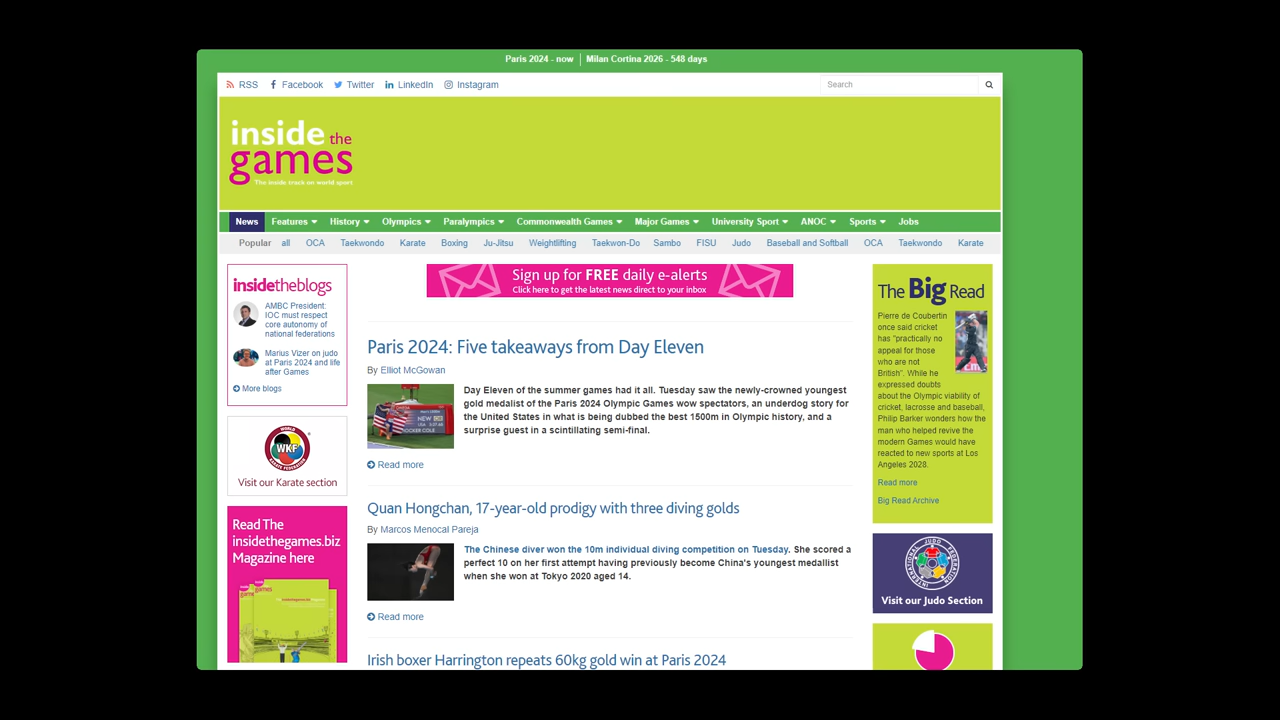 Paris 2024 - now | Milan Cortina 2026 - 548 days
RSS Facebook Twitter LinkedIn Instagram
Search
inside the
games
The inside track on world sport
News Features History Olympics Paralympics Commonwealth Games Major Games University Sport ANOC Sports Jobs
Popular all OCA Taekwondo Karate Boxing Ju-Jitsu Weightlifting Taekwon-Do Sambo FISU Judo Baseball and Softball OCA Taekwondo Karate
insidetheblogs
AMBC President:
IOC must respect
core autonomy of
national federations
Marius Vizer on judo
at Paris 2024 and life
after Games
More blogs
WORLD
WKF
KARATE FEDERATION
Visit our Karate section
Read The
insidethegames.biz
Magazine here
Sign up for FREE daily e-alerts
Click here to get the latest news direct to your inbox
Paris 2024: Five takeaways from Day Eleven
By Elliot McGowan
Day Eleven of the summer games had it all. Tuesday saw the newly-crowned youngest
gold medalist of the Paris 2024 Olympic Games wow spectators, an underdog story for
the United States in what is being dubbed the best 1500m in Olympic history, and a
surprise guest in a scintillating semi-final.
Read more
Quan Hongchan, 17-year-old prodigy with three diving golds
By Marcos Menocal Pareja
The Chinese diver won the 10m individual diving competition on Tuesday. She scored a
perfect 10 on her first attempt having previously become China's youngest medallist
when she won at Tokyo 2020 aged 14.
Read more
Irish boxer Harrington repeats 60kg gold win at Paris 2024
The Big Read
Pierre de Coubertin
once said cricket
has "practically no
appeal for those
who are not
British". While he
expressed doubts
about the Olympic viability of
cricket, lacrosse and baseball,
Philip Barker wonders how the
man who helped revive the
modern Games would have
reacted to new sports at Los
Angeles 2028.
Read more
Big Read Archive
INTERNATIONAL JUDO FEDERATION
Visit our Judo Section